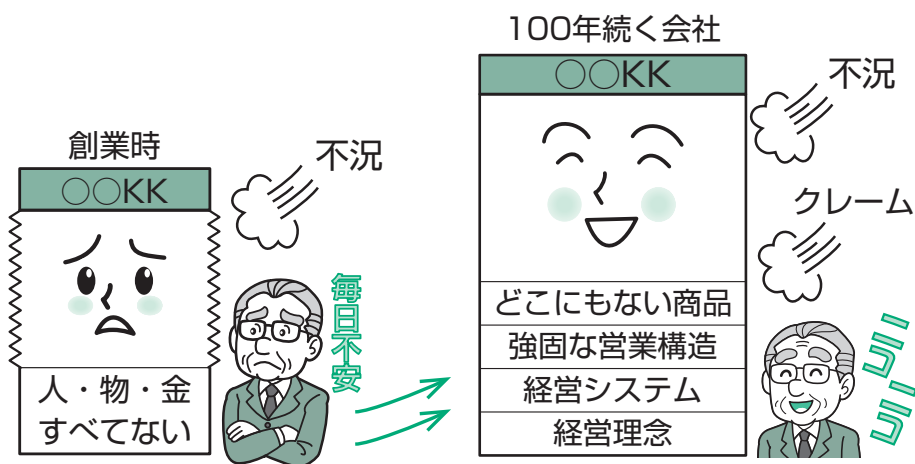 創業時
○○KK
不況
人・物・金
すべてない
毎日不安
100年続く会社
○○KK
不況
クレーム
どこにもない商品
強固な営業構造
経営システム
経営理念
ニコニコ